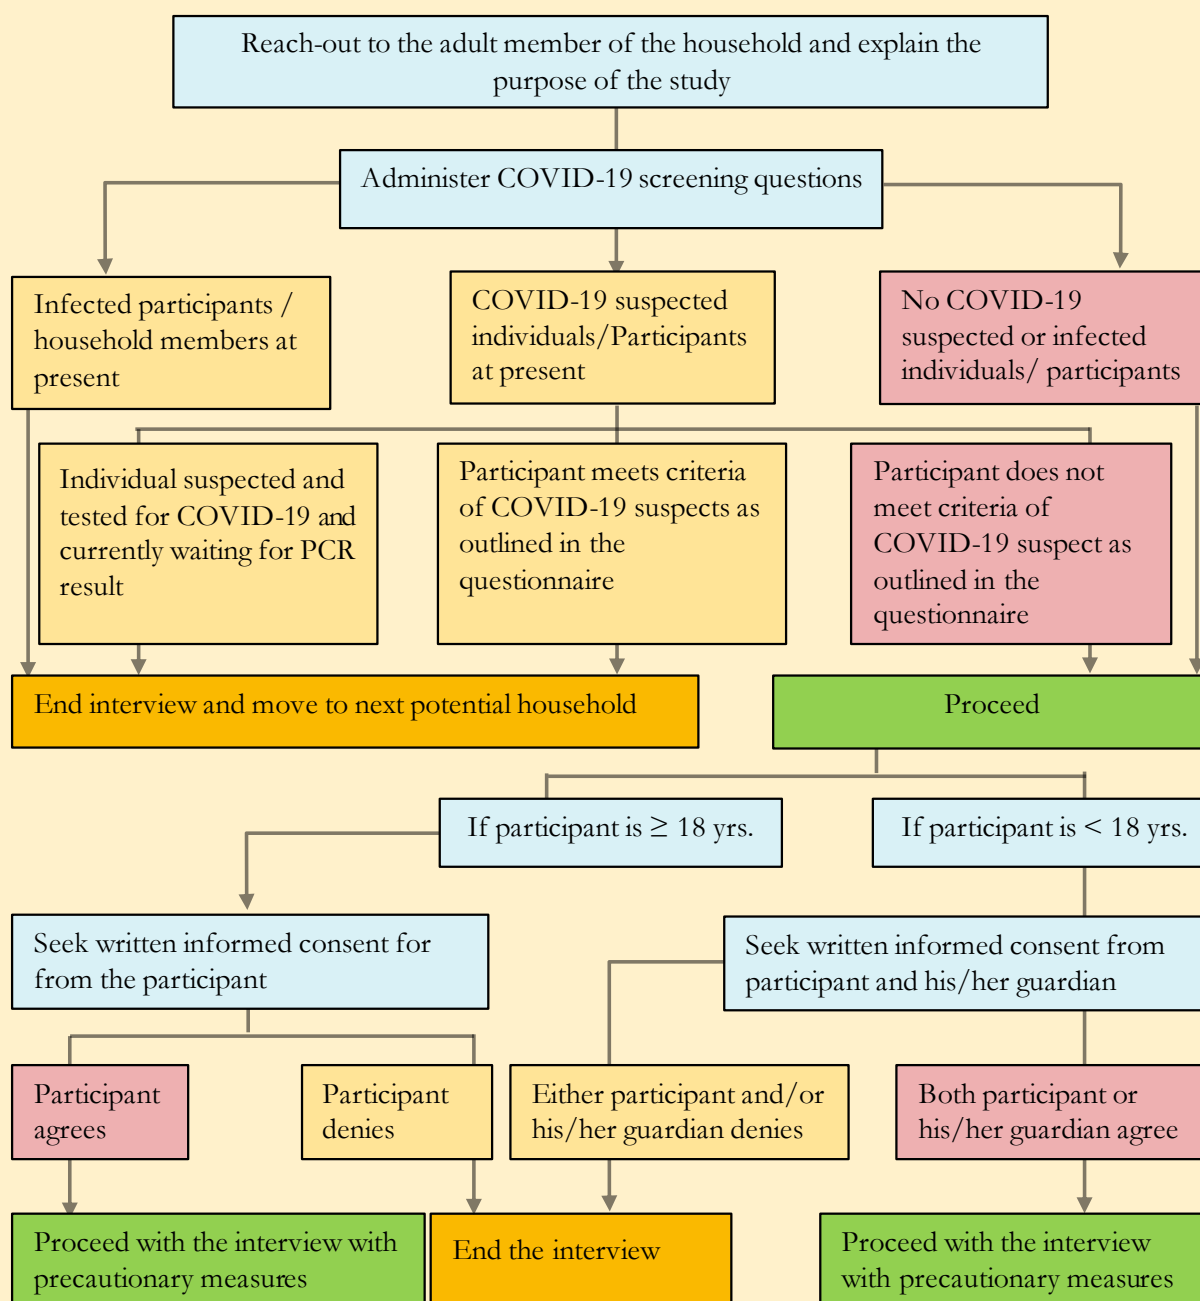 Reach-out to the adult member of the household and explain the
purpose of the study
Administer COVID-19 screening questions
Infected participants /
household members at
present
COVID-19 suspected
individuals/Participants
at present
No COVID-19
suspected or infected
individuals/ participants
Individual suspected and
tested for COVID-19 and
currently waiting for PCR
result
Participant meets criteria
of COVID-19 suspects as
outlined in the
questionnaire
Participant does not
meet criteria of
COVID-19 suspect as
outlined in the
questionnaire
End interview and move to next potential household
Proceed
If participant is ≥ 18 yrs.
If participant is < 18 yrs.
Seek written informed consent for
from the participant
Seek written informed consent from
participant and his/her guardian
Participant
agrees
Participant
denies
Either participant and/or
his/her guardian denies
Both participant or
his/her guardian agree
Proceed with the interview with
precautionary measures
End the interview
Proceed with the interview
with precautionary measures